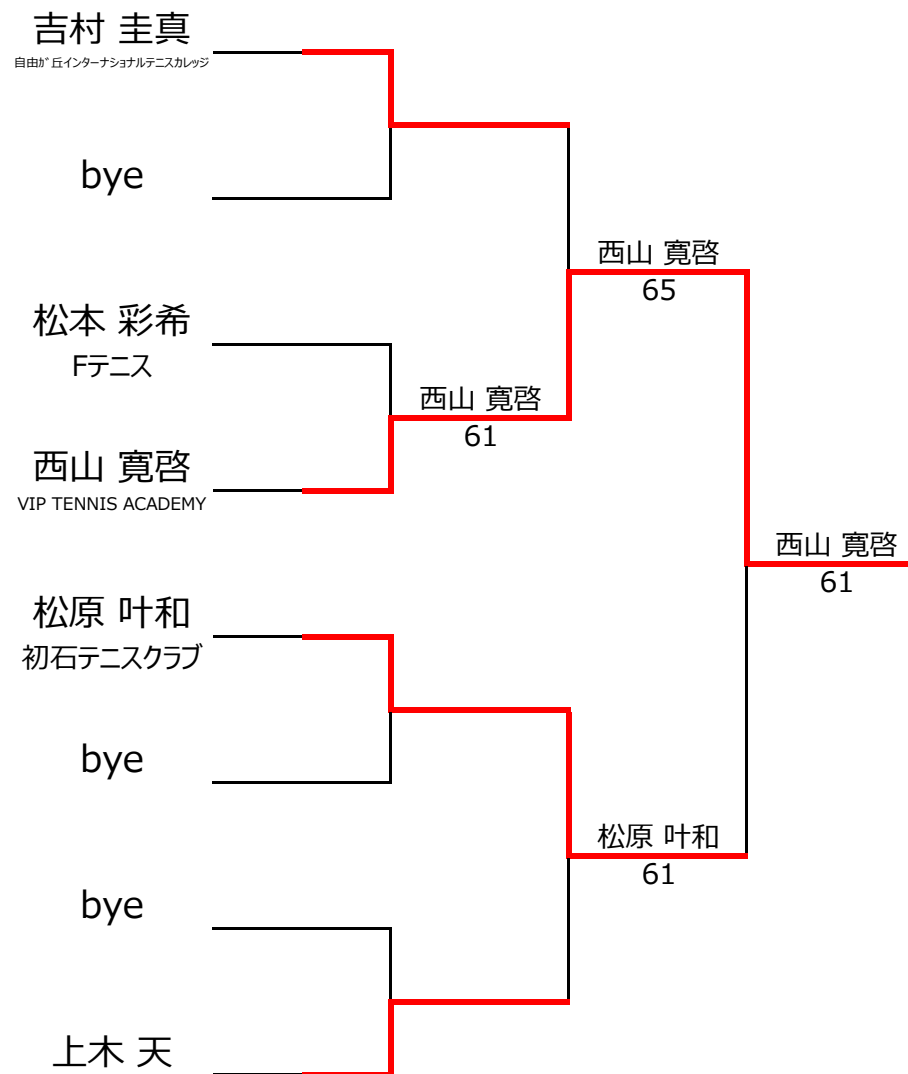 吉村 圭真
自由ガ丘インターナショナルテニスカレッジ
bye
西山 寛啓
65
松本 彩希
Fテニス
西山 寛啓
61
西山 寛啓
VIP TENNIS ACADEMY
西山 寛啓
61
松原 叶和
初石テニスクラブ
bye
松原 叶和
61
bye
上木 天